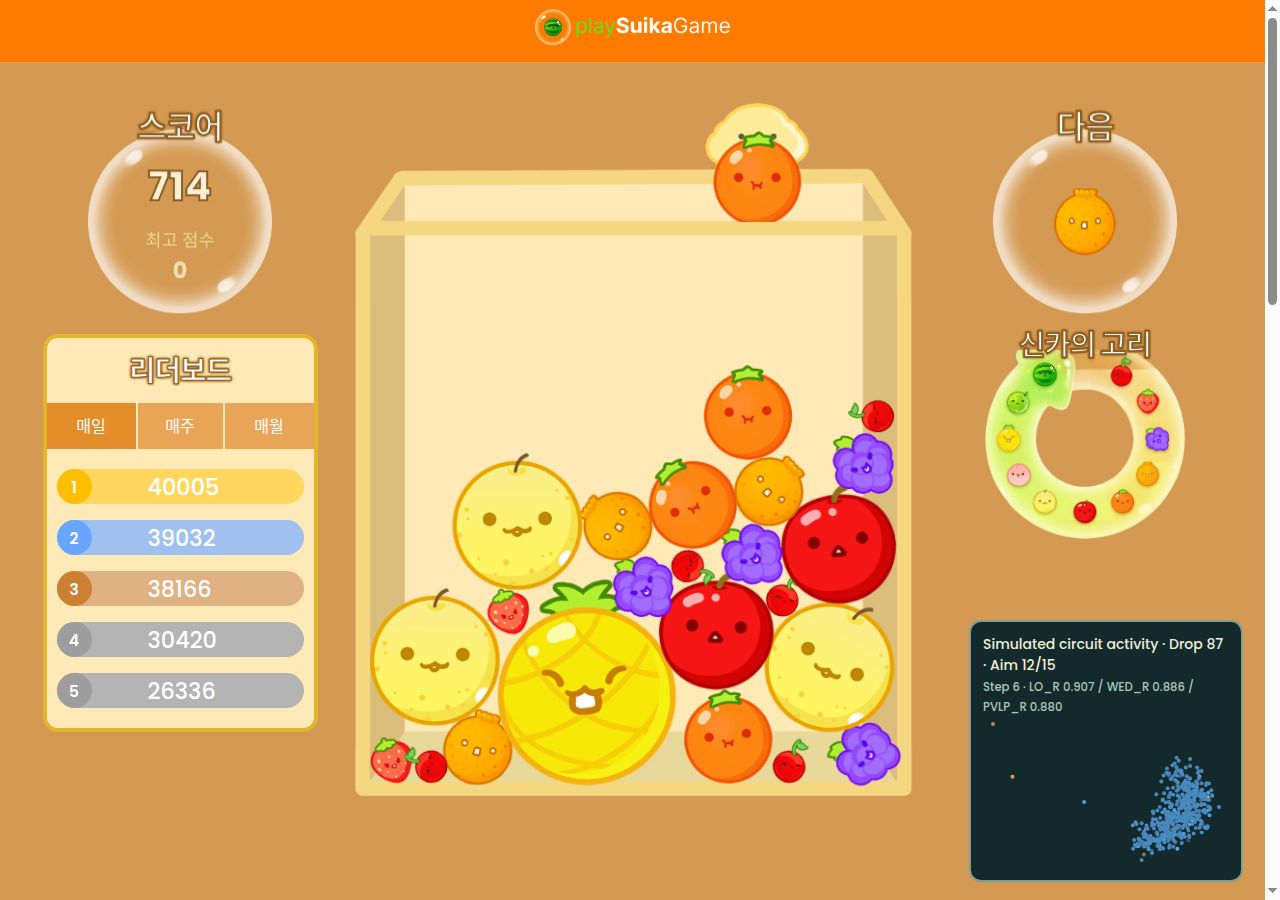 playSuikaGame
스코어
714
최고 점수
0
다음
리더보드
매일 매주 매월
1 40005
2 39032
3 38166
4 30420
5 26336
신카의 고리
Simulated circuit activity · Drop 87
· Aim 12/15
Step 6 · LO_R 0.907 / WED_R 0.886 /
PVLP_R 0.880